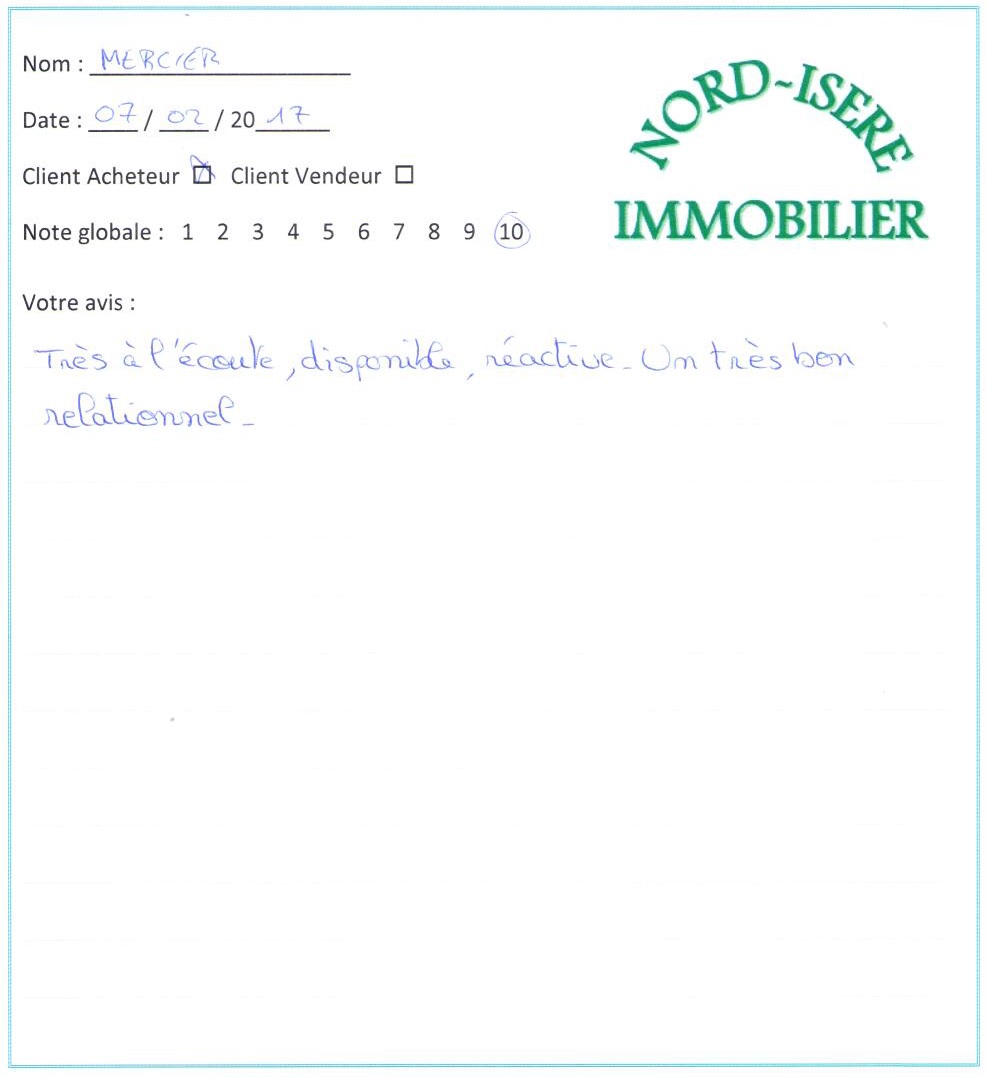 Nom : MERCIER
Date : 07 / 02 / 2017
NORD-ISERE
IMMOBILIER
Client Acheteur ☑ Client Vendeur ☐
Note globale : 1 2 3 4 5 6 7 8 9 10
Votre avis :
Très à l'écoute, disponible, réactive. Un très bon
relationnel.